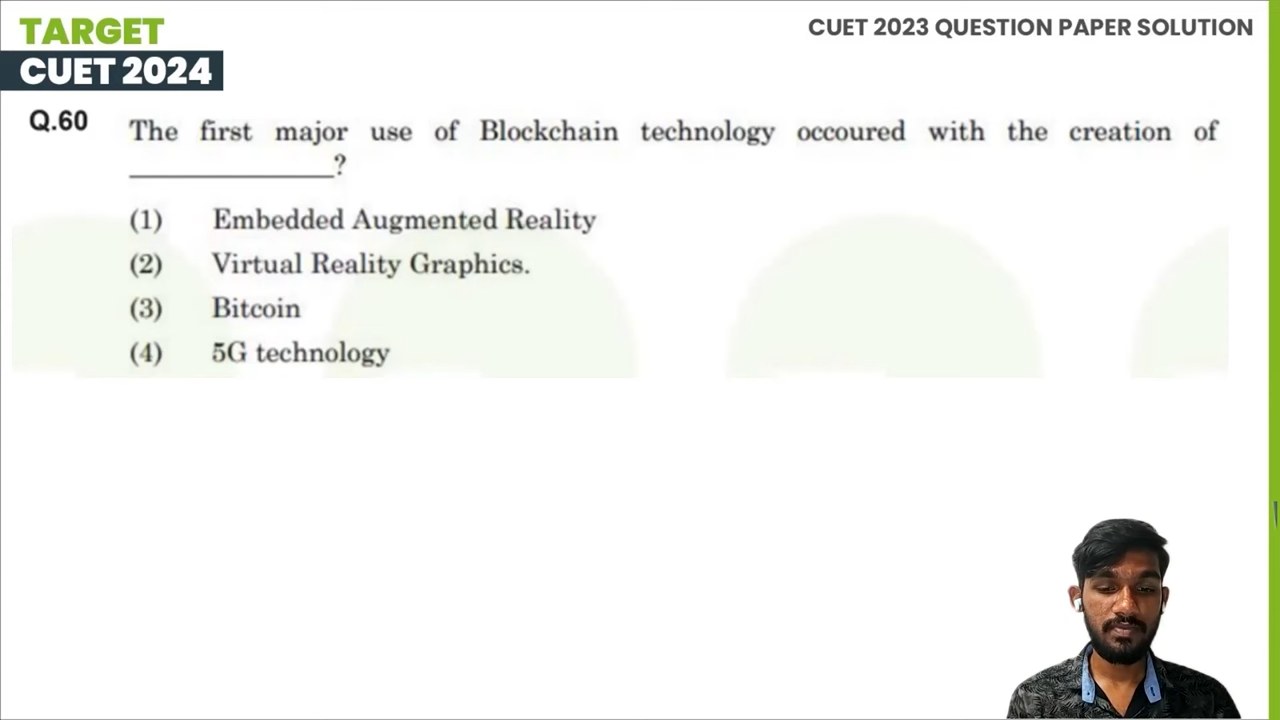 TARGET
CUET 2024
CUET 2023 QUESTION PAPER SOLUTION
Q.60
The first major use of Blockchain technology occoured with the creation of
______________?
(1) Embedded Augmented Reality
(2) Virtual Reality Graphics.
(3) Bitcoin
(4) 5G technology